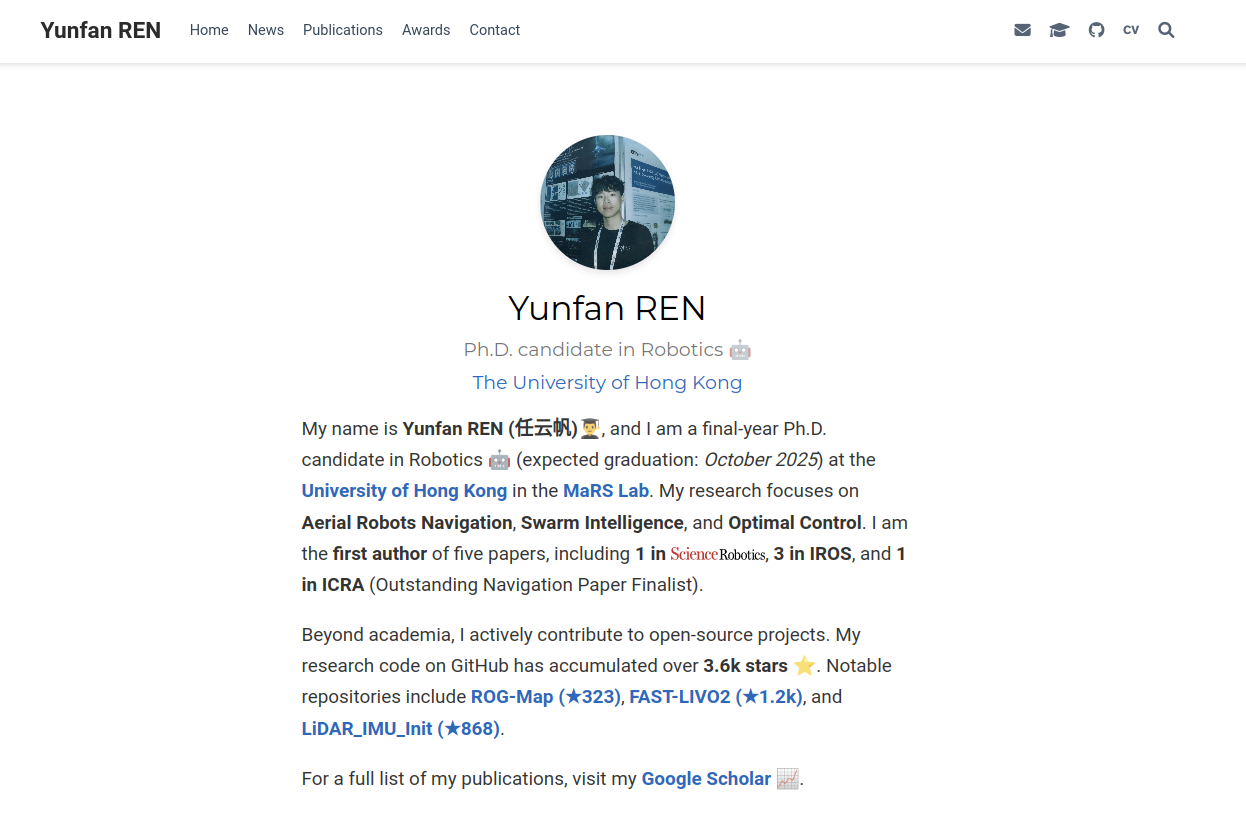 Yunfan REN Home News Publications Awards Contact CV
Yunfan REN
Ph.D. candidate in Robotics 🤖
The University of Hong Kong
My name is Yunfan REN (任云帆)👨‍🎓, and I am a final-year Ph.D.
candidate in Robotics 🤖 (expected graduation: October 2025) at the
University of Hong Kong in the MaRS Lab. My research focuses on
Aerial Robots Navigation, Swarm Intelligence, and Optimal Control. I am
the first author of five papers, including 1 in Science Robotics, 3 in IROS, and 1
in ICRA (Outstanding Navigation Paper Finalist).
Beyond academia, I actively contribute to open-source projects. My
research code on GitHub has accumulated over 3.6k stars ⭐. Notable
repositories include ROG-Map (★323), FAST-LIVO2 (★1.2k), and
LiDAR_IMU_Init (★868).
For a full list of my publications, visit my Google Scholar 📈.